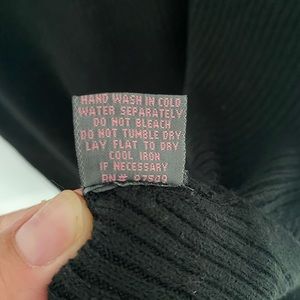 HAND WASH IN COLD
WATER SEPARATELY
DO NOT BLEACH
DO NOT TUMBLE DRY
LAY FLAT TO DRY
COOL IRON
IF NECESSARY
RN#